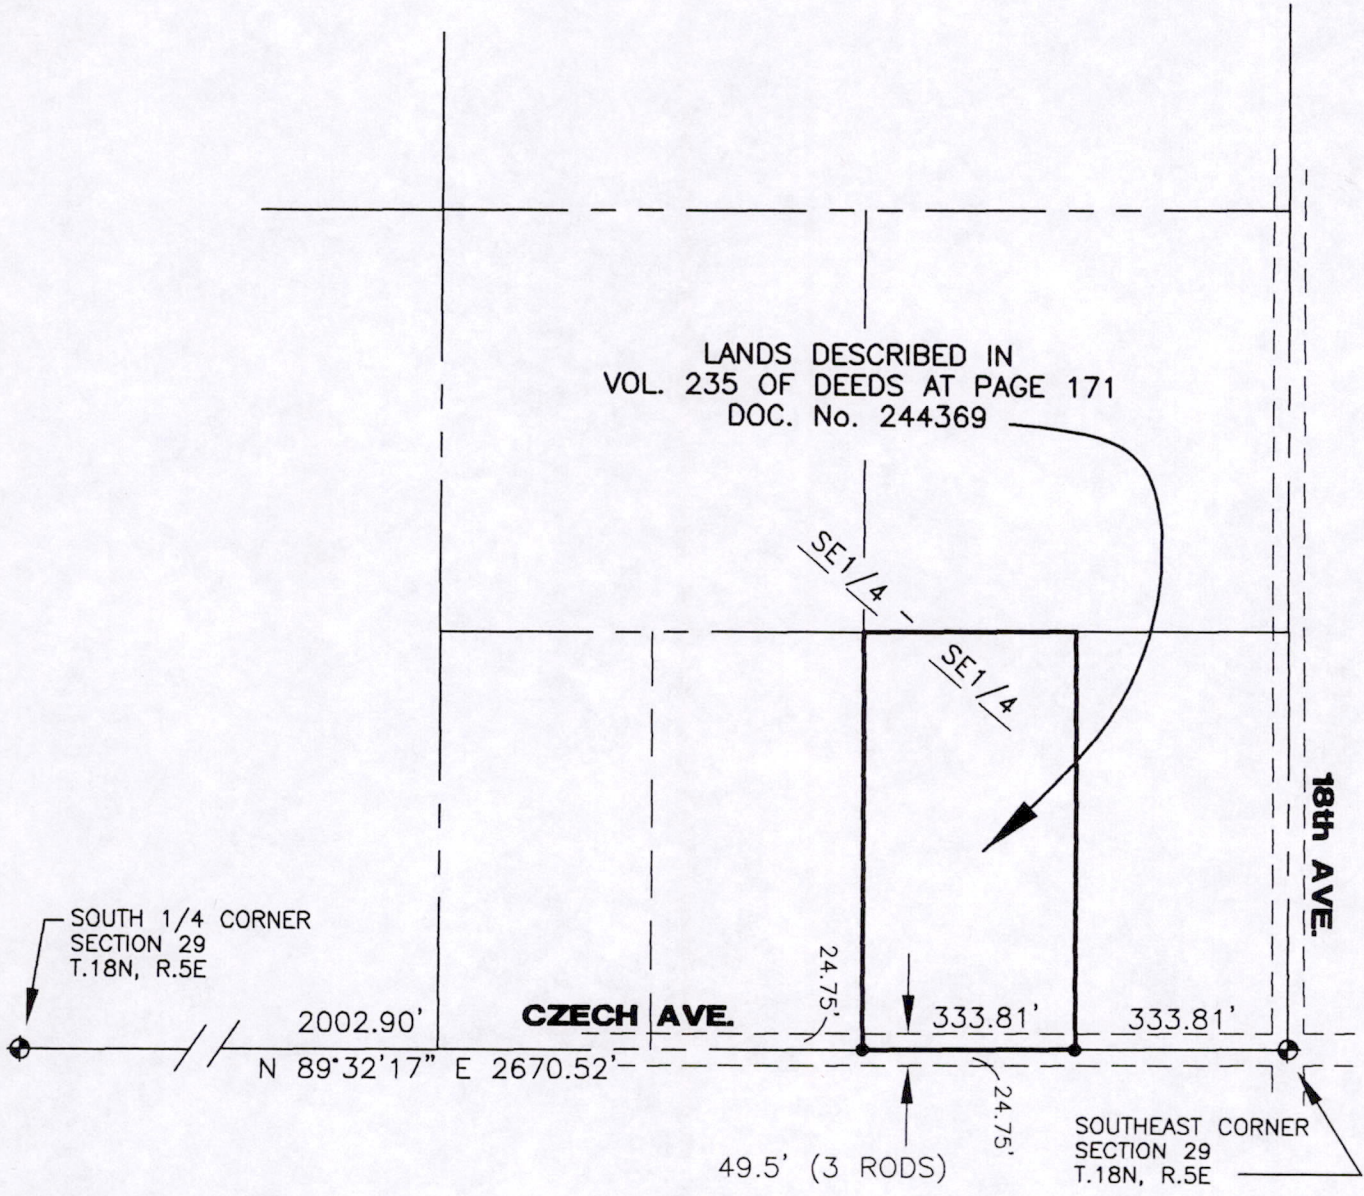 LANDS DESCRIBED IN
VOL. 235 OF DEEDS AT PAGE 171
DOC. No. 244369
SE1/4 -
SE1/4
18th AVE.
SOUTH 1/4 CORNER
SECTION 29
T.18N, R.5E
2002.90'
CZECH AVE.
24.75'
333.81'
333.81'
N 89°32'17" E 2670.52'
24.75'
49.5' (3 RODS)
SOUTHEAST CORNER
SECTION 29
T.18N, R.5E